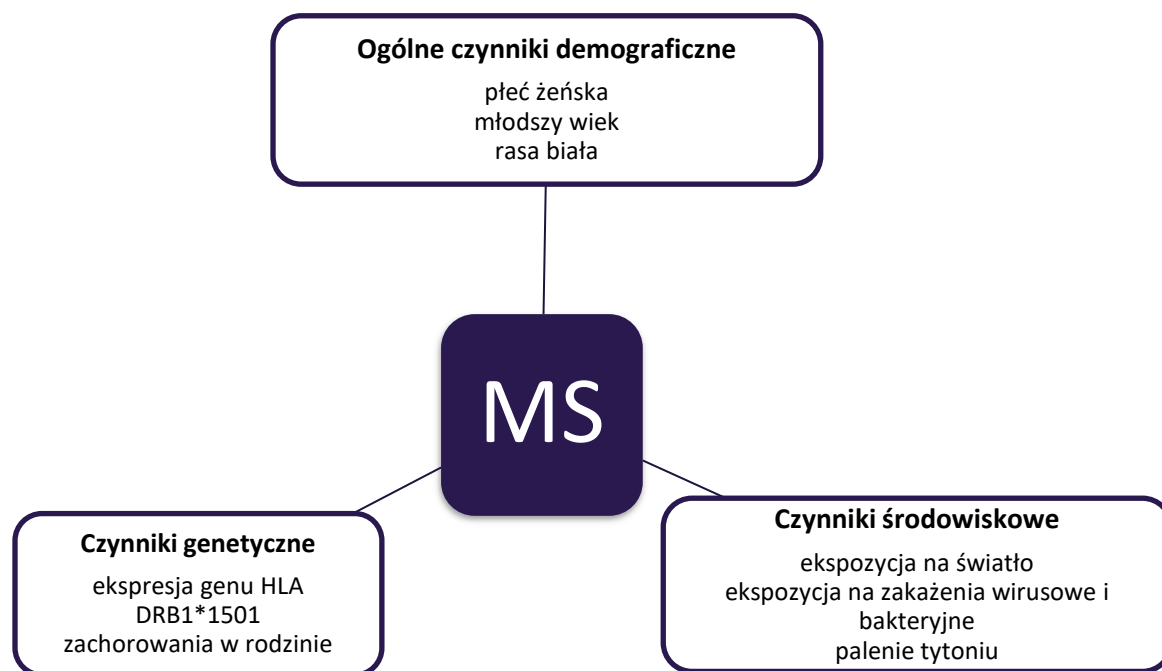 Ogólne czynniki demograficzne
płeć żeńska
młodszy wiek
rasa biała
MS
Czynniki genetyczne
ekspresja genu HLA
DRB1*1501
zachorowania w rodzinie
Czynniki środowiskowe
ekspozycja na światło
ekspozycja na zakażenia wirusowe i
bakteryjne
palenie tytoniu